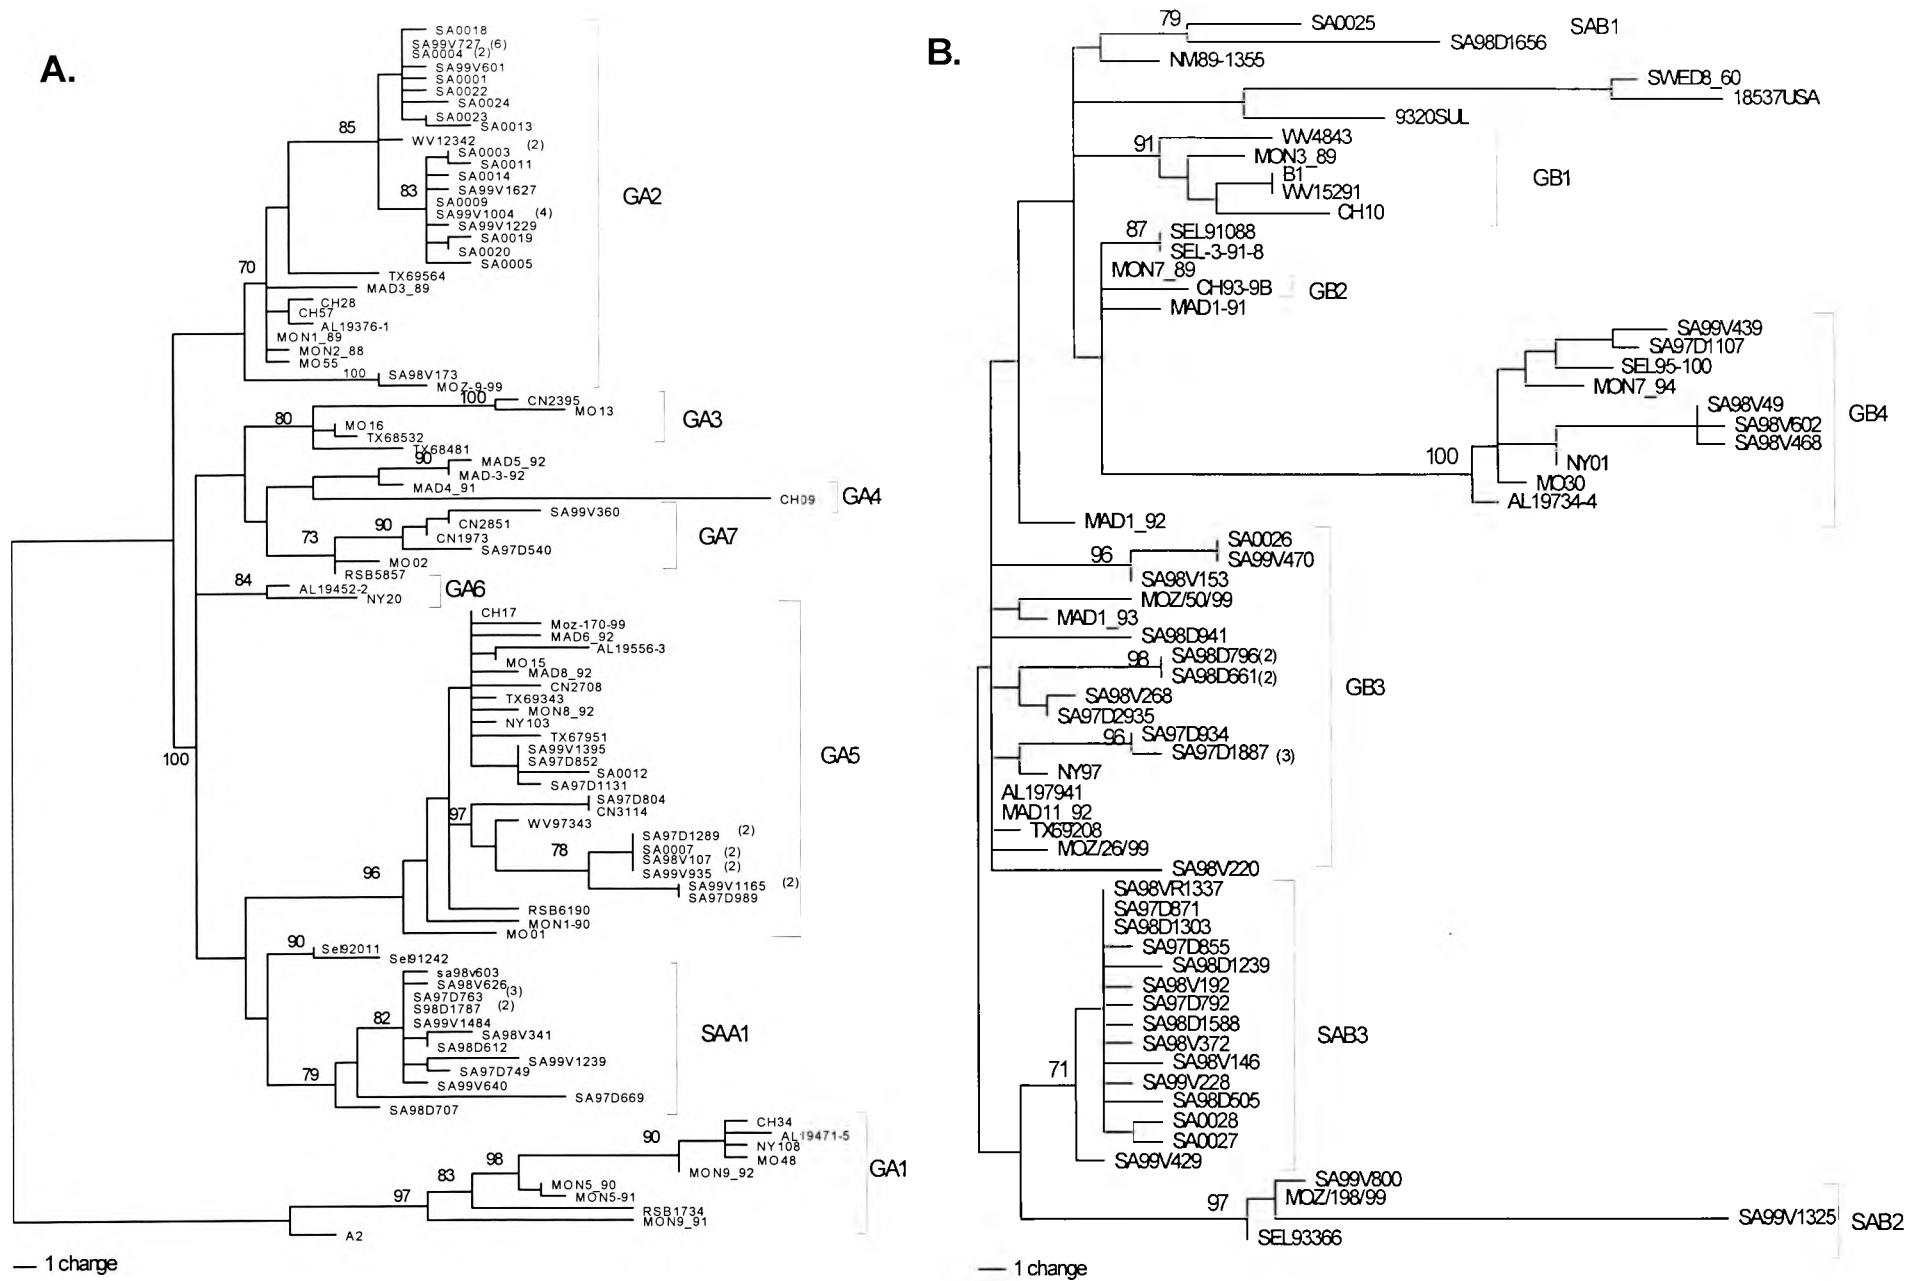 A.
SA0018
SA99V727 (6)
SA0004 (2)
SA99V601
SA0001
SA0022
SA0024
SA0023
SA0013
85
WV12342
SA0003 (2)
SA0011
SA0014
83
SA99V1627
SA0009
SA99V1004 (4)
SA99V1229
SA0019
SA0020
SA0005
GA2
70
TX69564
MAD3_89
CH28
CH57
AL19376-1
MON1_89
MON2_88
MO55
100
SA98V173
MOZ-9-99
100
CN2395
MO13
80
MO16
TX68532
TX68481
GA3
90
MAD5_92
MAD-3-92
MAD4_91
CH09
GA4
SA99V360
90
CN2851
CN1973
73
SA97D540
MO02
RSB5857
GA7
84
AL19452-2
NY20
GA6
CH17
Moz-170-99
MAD6_92
AL19556-3
MO15
MAD8_92
CN2708
TX69343
MON8_92
NY103
TX67951
SA99V1395
SA97D852
SA0012
SA97D1131
GA5
100
SA97D804
CN3114
97
WV97343
SA97D1289 (2)
SA0007 (2)
SA98V107 (2)
SA99V935
78
SA99V1165 (2)
SA97D989
96
RSB6190
MON1-90
MO01
90
Sel92011
Sel91242
sa98v603
SA98V626
SA97D763 (3)
S98D1787 (2)
82
SA99V1484
SA98V341
SA98D612
SA99V1239
SA97D749
SA99V640
79
SA97D669
SA98D707
SAA1
CH34
AL19471-5
90
NY108
MO48
MON9_92
98
83
MON5_90
MON5-91
97
RSB1734
MON9_91
GA1
A2
1 change
B.
79
SA0025
SA98D1656
SAB1
NM89-1355
SWED8_60
18537USA
9320SUL
91
WV4843
MON3_89
B1
WV15291
CH10
GB1
87
SEL91088
SEL-3-91-8
MON7_89
CH93-9B
MAD1-91
GB2
SA99V439
SA97D1107
SEL95-100
MON7_94
SA98V49
SA98V602
SA98V468
100
NY01
MO30
AL19734-4
GB4
MAD1_92
96
SA0026
SA99V470
SA98V153
MOZ/50/99
MAD1_93
SA98D941
98
SA98D796(2)
SA98D661(2)
SA98V268
SA97D2935
96
SA97D934
SA97D1887 (3)
NY97
AL197941
MAD11_92
TX69208
MOZ/26/99
SA98V220
GB3
SA98VR1337
SA97D871
SA98D1303
SA97D855
SA98D1239
SA98V192
SA97D792
SA98D1588
SA98V372
SA98V146
71
SA99V228
SA98D505
SA0028
SA0027
SA99V429
SAB3
97
SA99V800
MOZ/198/99
SA99V1325
SEL93366
SAB2
1 change